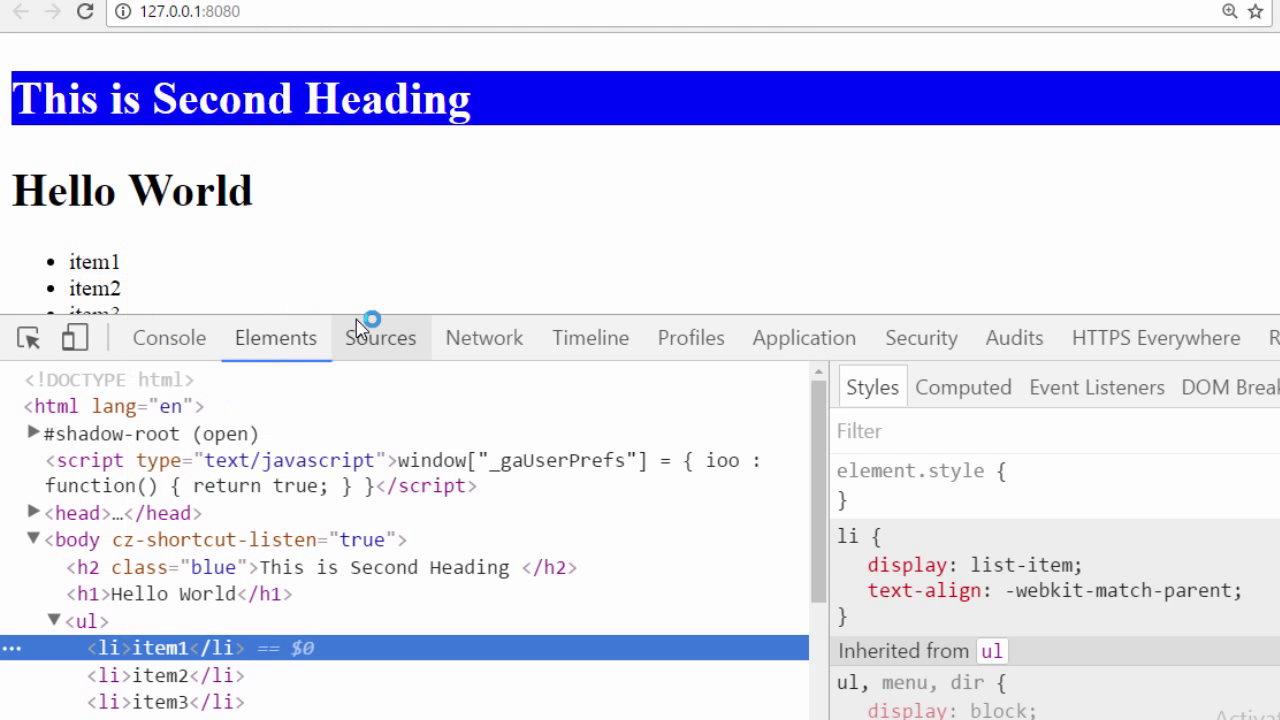 127.0.0.1:8080
This is Second Heading
Hello World
• item1
• item2
Console Elements Sources Network Timeline Profiles Application Security Audits HTTPS Everywhere R
<!DOCTYPE html>
<html lang="en">
#shadow-root (open)
<script type="text/javascript">window["_gaUserPrefs"] = { ioo :
function() { return true; } }</script>
<head>…</head>
<body cz-shortcut-listen="true">
<h2 class="blue">This is Second Heading </h2>
<h1>Hello World</h1>
<ul>
… <li>item1</li> == $0
<li>item2</li>
<li>item3</li>
Styles Computed Event Listeners DOM Break
Filter
element.style {
}
li {
display: list-item;
text-align: -webkit-match-parent;
}
Inherited from ul
ul, menu, dir {
display: block;